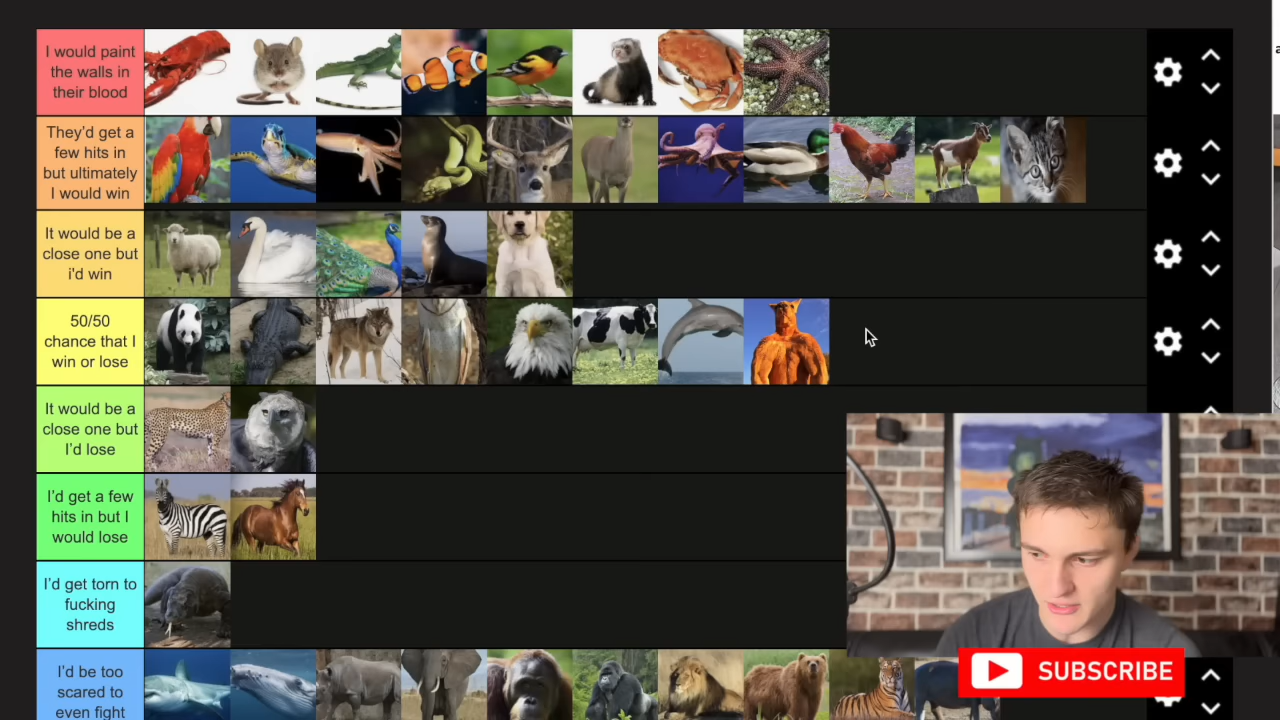 I would paint
the walls in
their blood
They'd get a
few hits in
but ultimately
I would win
It would be a
close one but
i'd win
50/50
chance that I
win or lose
It would be a
close one but
I'd lose
I'd get a few
hits in but I
would lose
I'd get torn to
fucking
shreds
I'd be too
scared to
even fight
SUBSCRIBE